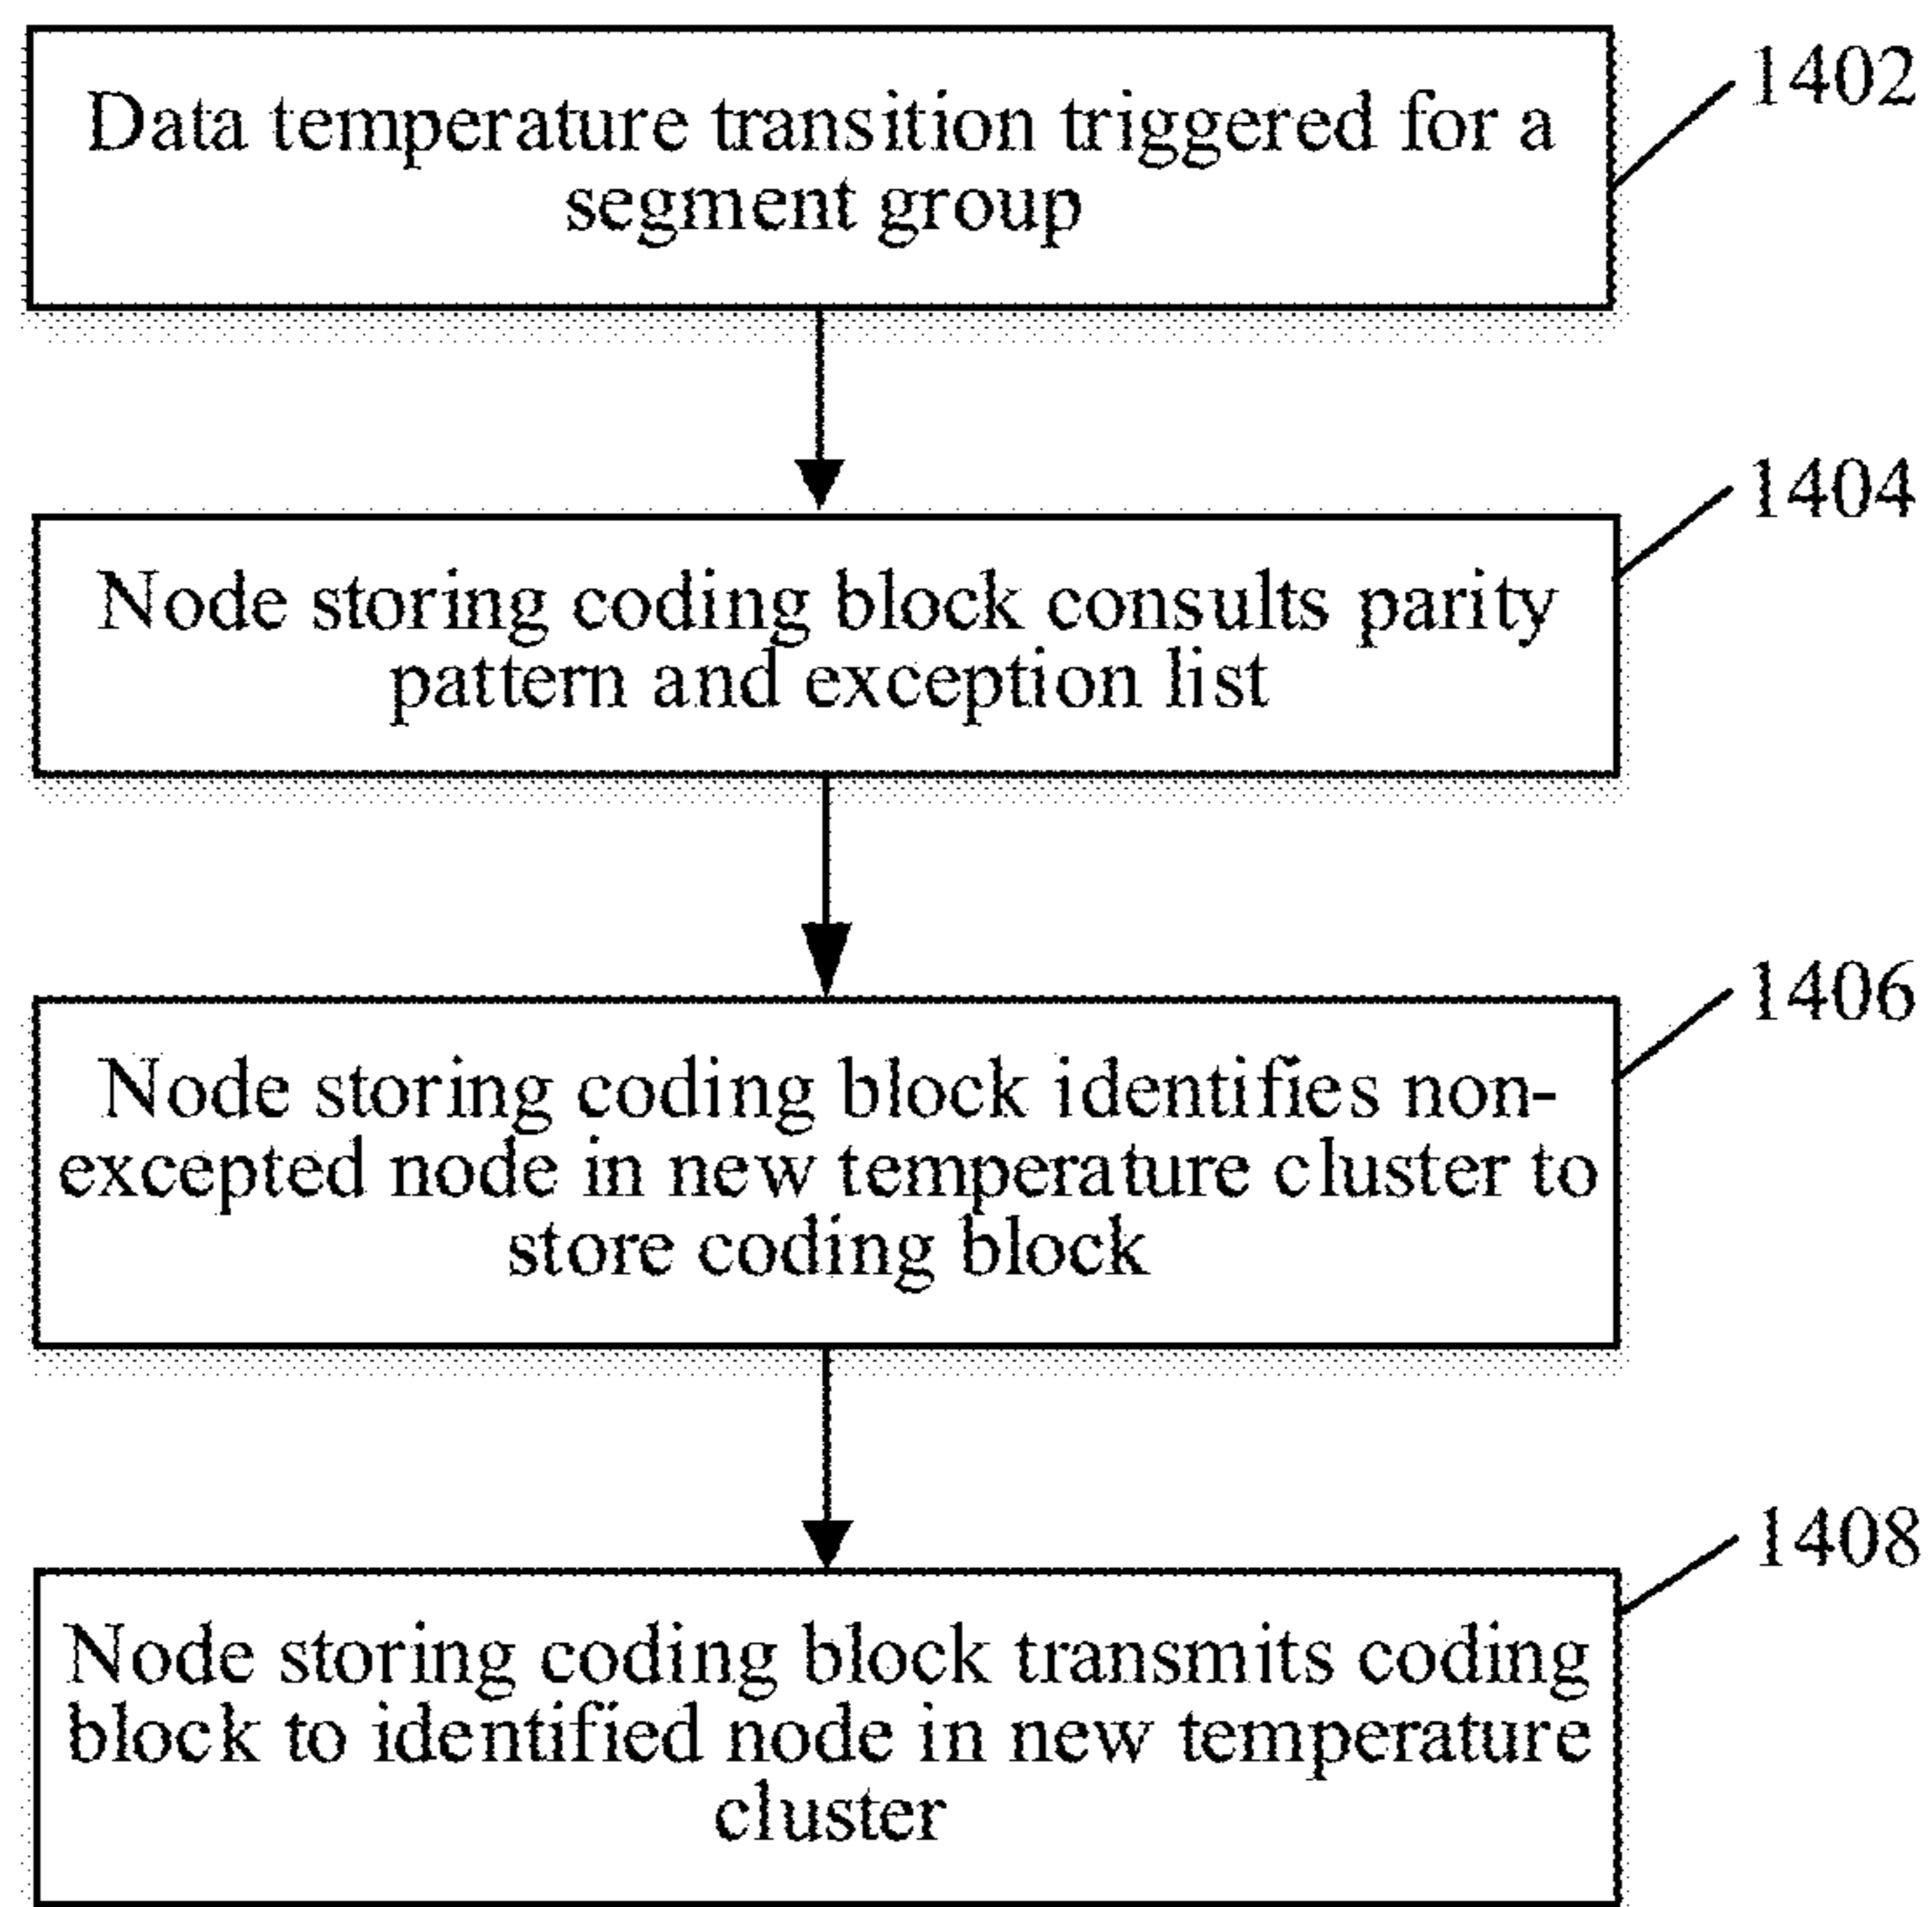 Data temperature transition triggered for a
segment group
1402
Node storing coding block consults parity
pattern and exception list
1404
Node storing coding block identifies non-
excepted node in new temperature cluster to
store coding block
1406
Node storing coding block transmits coding
block to identified node in new temperature
cluster
1408